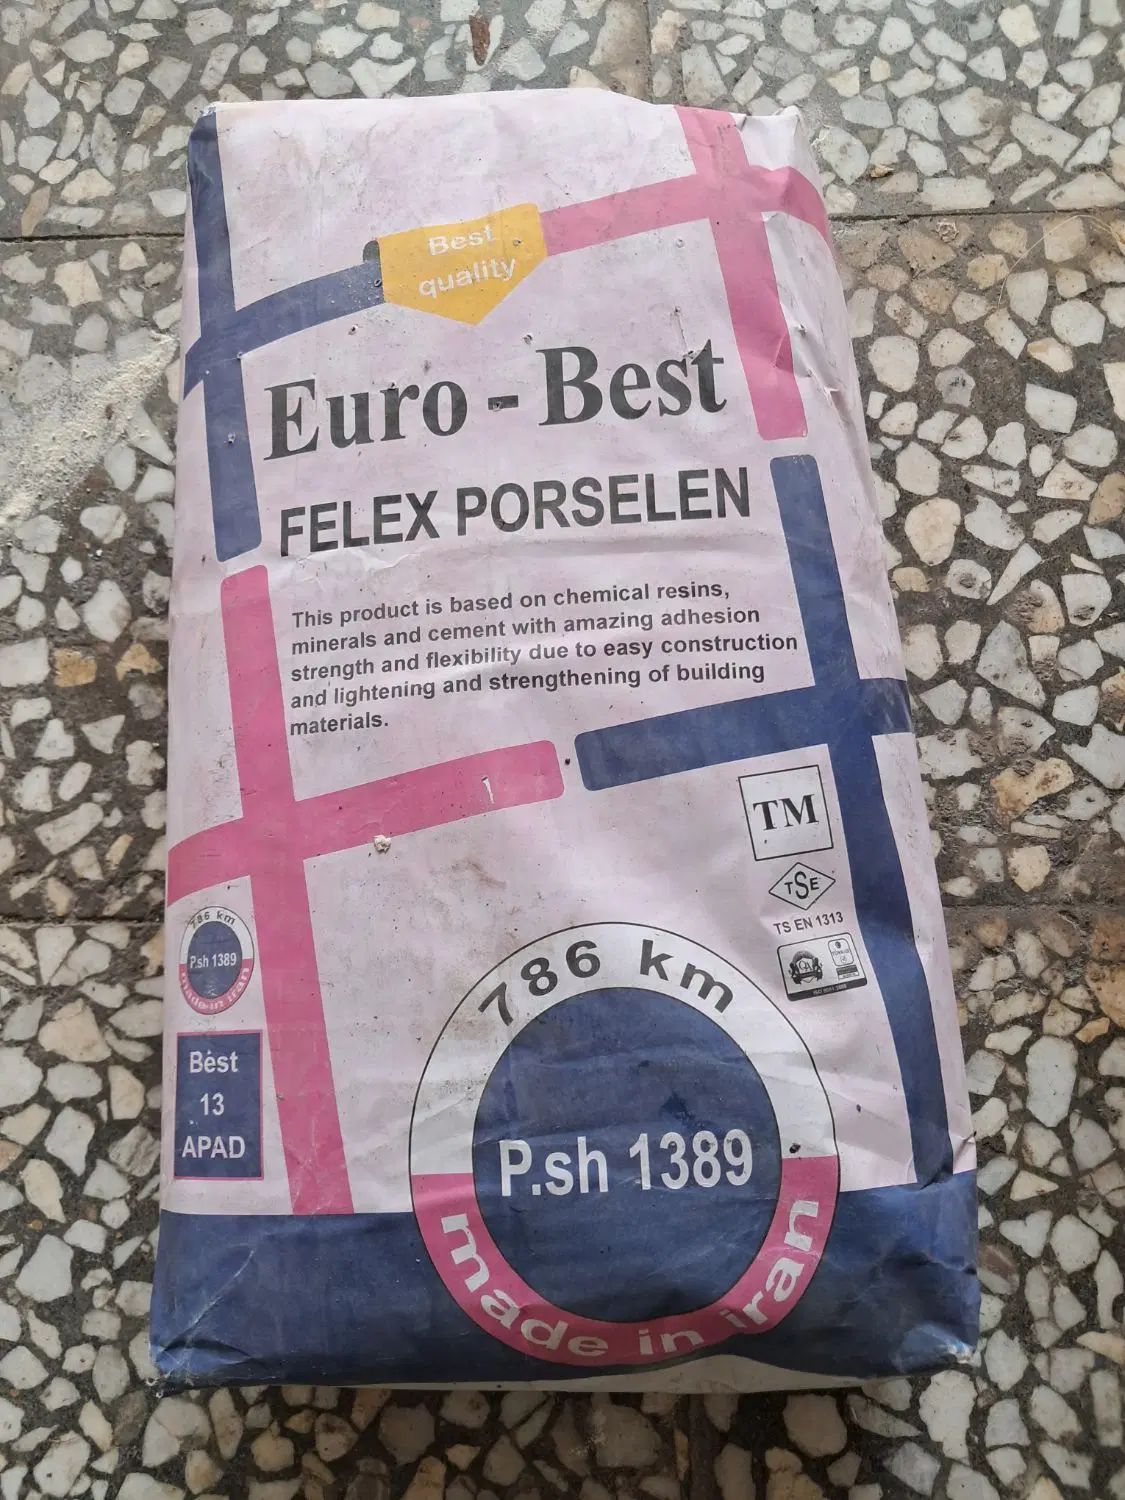 Best
quality
Euro - Best
FELEX PORSELEN
This product is based on chemical resins,
minerals and cement with amazing adhesion
strength and flexibility due to easy construction
and lightening and strengthening of building
materials.
TM
TSE
TS EN 1313
786 km
P.sh 1389
made in iran
Best
13
APAD
786 km
P.sh 1389
made in iran